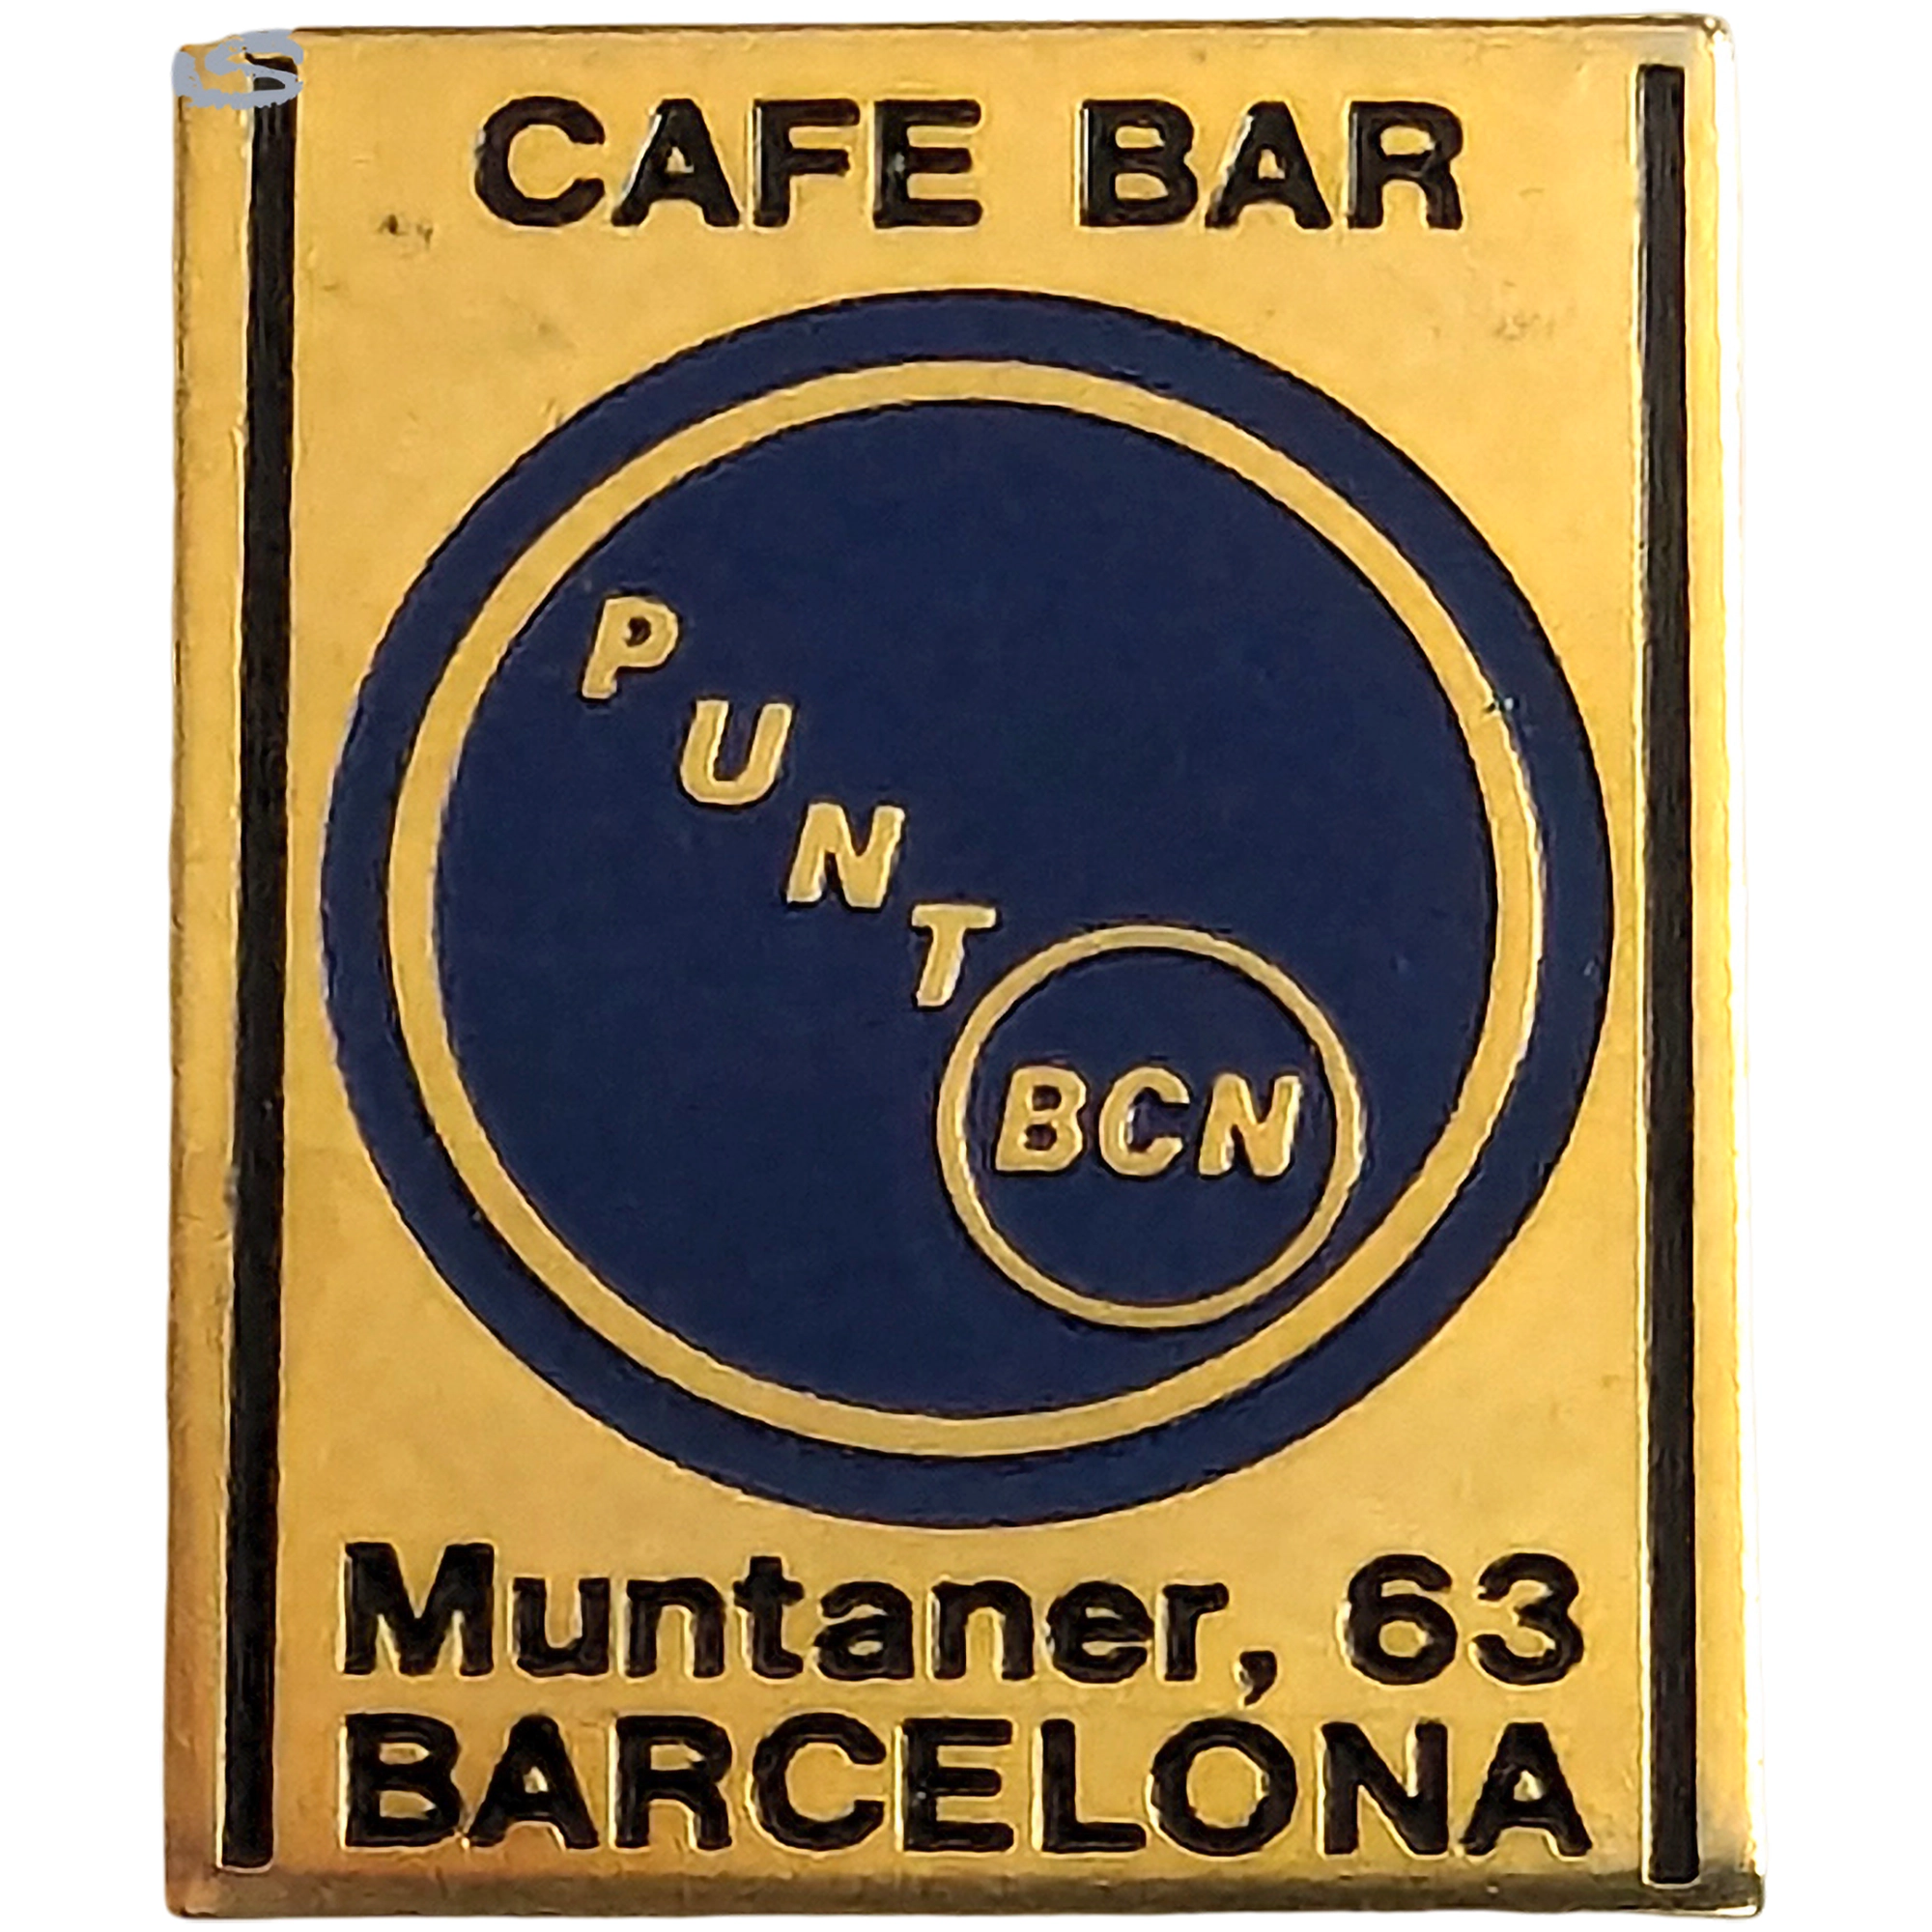 CAFE BAR
PUNT
BCN
Muntaner, 63
BARCELONA